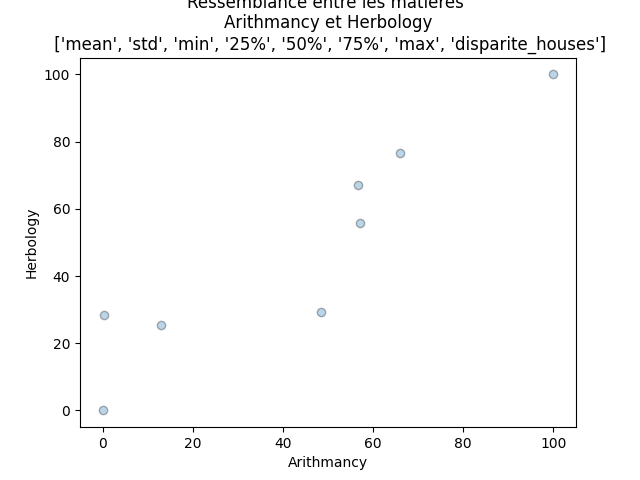 Ressemblance entre les matières
Arithmancy et Herbology
['mean', 'std', 'min', '25%', '50%', '75%', 'max', 'disparite_houses']
100
80
60
40
20
0
Herbology
0 20 40 60 80 100
Arithmancy